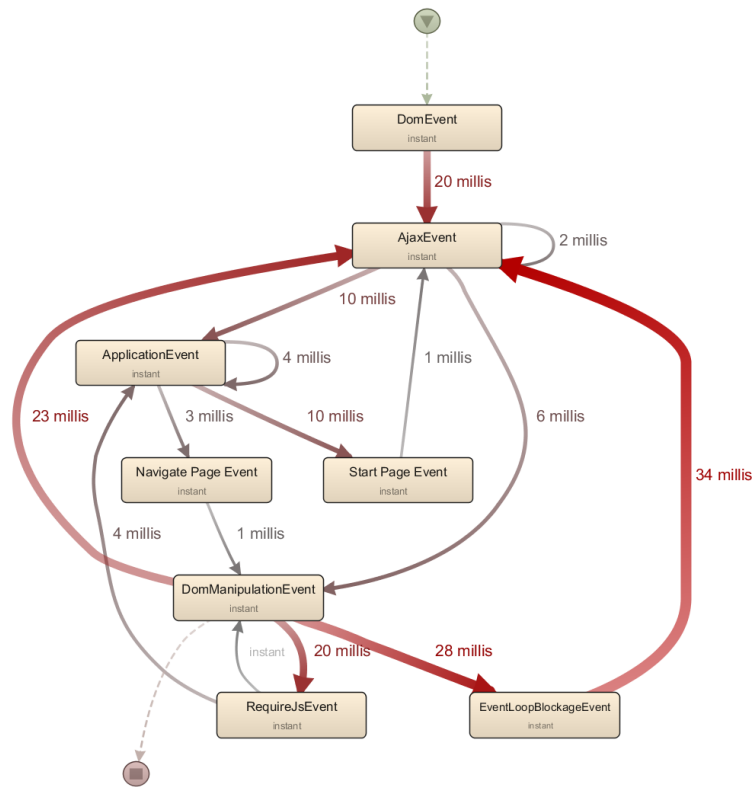 DomEvent
instant
20 millis
AjaxEvent
instant
2 millis
10 millis
ApplicationEvent
instant
4 millis
1 millis
23 millis
3 millis
10 millis
6 millis
Navigate Page Event
instant
Start Page Event
instant
34 millis
4 millis
1 millis
DomManipulationEvent
instant
instant
20 millis
28 millis
RequireJsEvent
instant
EventLoopBlockageEvent
instant